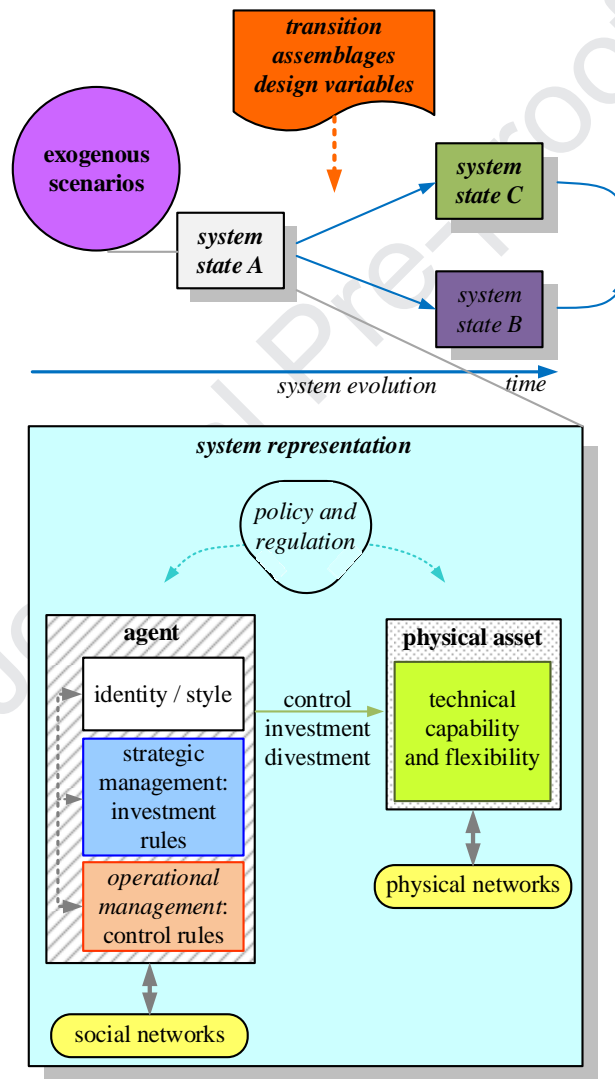 transition
assemblages
design variables
exogenous
scenarios
system
state A
system
state C
system
state B
system evolution
time
system representation
policy and
regulation
agent
identity / style
strategic
management:
investment
rules
operational
management:
control rules
control
investment
divestment
physical asset
technical
capability
and flexibility
physical networks
social networks